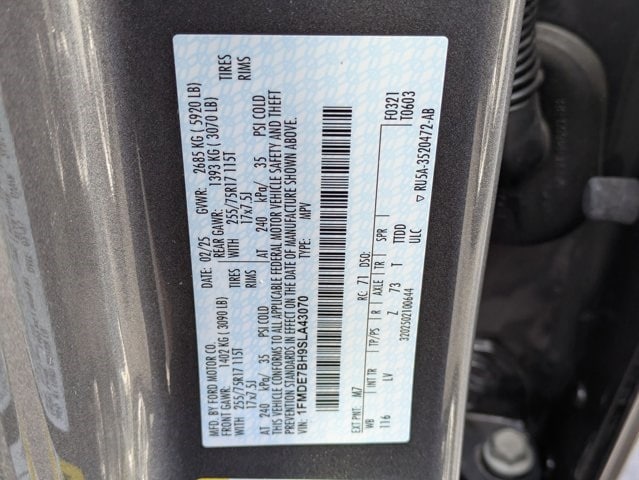 MFD. BY FORD MOTOR CO.
DATE: 02/25 GVWR: 2685 KG ( 5920 LB)
FRONT GAWR: 1402 KG ( 3090 LB) REAR GAWR: 1393 KG ( 3070 LB)
WITH 255/75R17 115T TIRES WITH 255/75R17 115T TIRES
17x7.5J RIMS 17x7.5J RIMS
AT 240 kPa/ 35 PSI COLD AT 240 kPa/ 35 PSI COLD
THIS VEHICLE CONFORMS TO ALL APPLICABLE FEDERAL MOTOR VEHICLE SAFETY AND THEFT
PREVENTION STANDARDS IN EFFECT ON THE DATE OF MANUFACTURE SHOWN ABOVE.
VIN: 1FMDE7BH9SLA43070 TYPE: MPV
F0321
T0603
EXT PNT: M7 RC: 71 DSO:
WB INT TR TP/PS R AXLE TR SPR
116 LV Z 73 T TTDD
ULC
3202502100644
▽ RU5A-3520472-AB